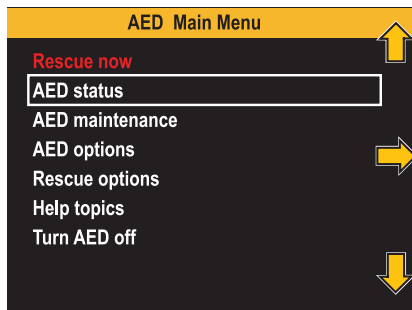 AED Main Menu
Rescue now
AED status
AED maintenance
AED options
Rescue options
Help topics
Turn AED off